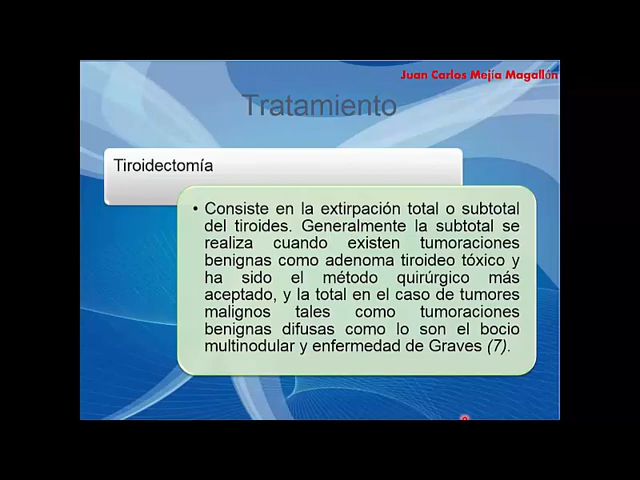 Juan Carlos Mejía Magallón
Tratamiento
Tiroidectomía
• Consiste en la extirpación total o subtotal
del tiroides. Generalmente la subtotal se
realiza cuando existen tumoraciones
benignas como adenoma tiroideo tóxico y
ha sido el método quirúrgico más
aceptado, y la total en el caso de tumores
malignos tales como tumoraciones
benignas difusas como lo son el bocio
multinodular y enfermedad de Graves (7).